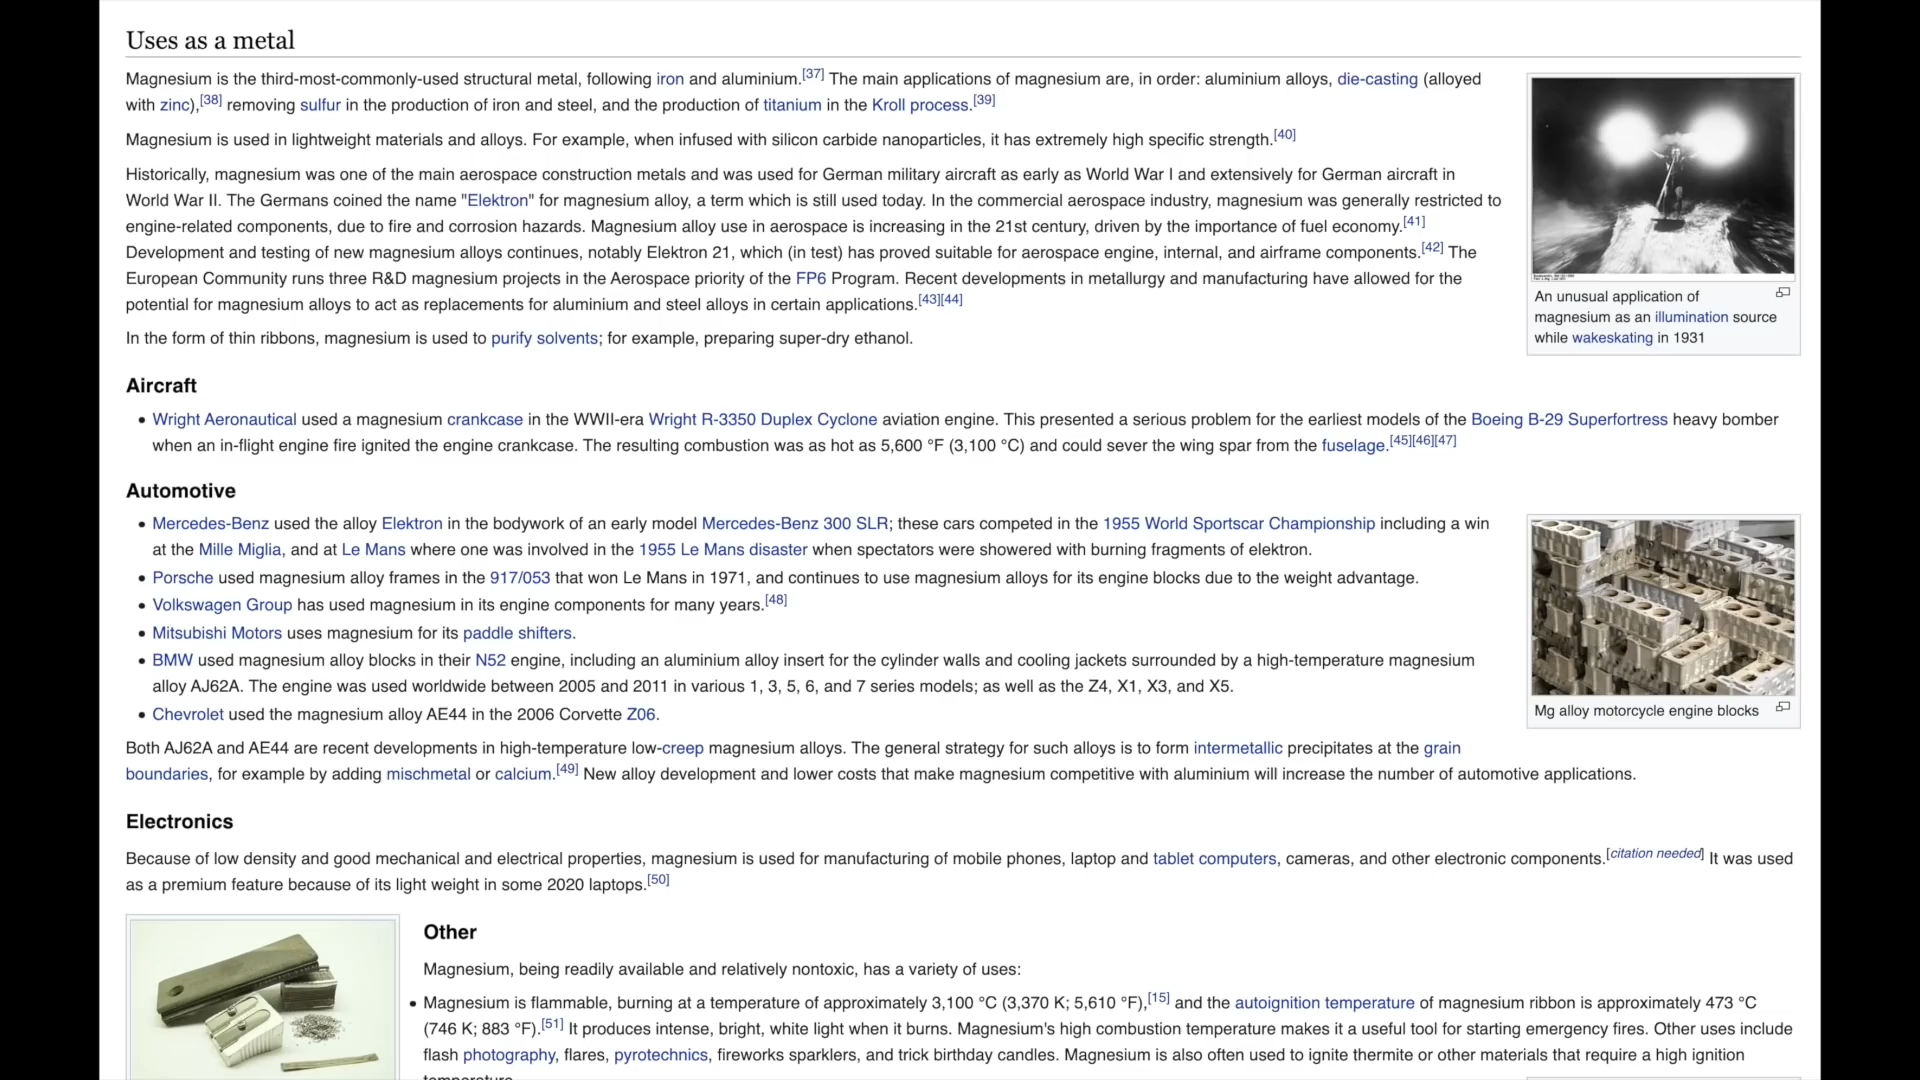 Uses as a metal
Magnesium is the third-most-commonly-used structural metal, following iron and aluminium.[37] The main applications of magnesium are, in order: aluminium alloys, die-casting (alloyed
with zinc),[38] removing sulfur in the production of iron and steel, and the production of titanium in the Kroll process.[39]
Magnesium is used in lightweight materials and alloys. For example, when infused with silicon carbide nanoparticles, it has extremely high specific strength.[40]
Historically, magnesium was one of the main aerospace construction metals and was used for German military aircraft as early as World War I and extensively for German aircraft in
World War II. The Germans coined the name "Elektron" for magnesium alloy, a term which is still used today. In the commercial aerospace industry, magnesium was generally restricted to
engine-related components, due to fire and corrosion hazards. Magnesium alloy use in aerospace is increasing in the 21st century, driven by the importance of fuel economy.[41]
Development and testing of new magnesium alloys continues, notably Elektron 21, which (in test) has proved suitable for aerospace engine, internal, and airframe components.[42] The
European Community runs three R&D magnesium projects in the Aerospace priority of the FP6 Program. Recent developments in metallurgy and manufacturing have allowed for the
potential for magnesium alloys to act as replacements for aluminium and steel alloys in certain applications.[43][44]
In the form of thin ribbons, magnesium is used to purify solvents; for example, preparing super-dry ethanol.
An unusual application of
magnesium as an illumination source
while wakeskating in 1931
Aircraft
• Wright Aeronautical used a magnesium crankcase in the WWII-era Wright R-3350 Duplex Cyclone aviation engine. This presented a serious problem for the earliest models of the Boeing B-29 Superfortress heavy bomber
when an in-flight engine fire ignited the engine crankcase. The resulting combustion was as hot as 5,600 °F (3,100 °C) and could sever the wing spar from the fuselage.[45][46][47]
Automotive
• Mercedes-Benz used the alloy Elektron in the bodywork of an early model Mercedes-Benz 300 SLR; these cars competed in the 1955 World Sportscar Championship including a win
at the Mille Miglia, and at Le Mans where one was involved in the 1955 Le Mans disaster when spectators were showered with burning fragments of elektron.
• Porsche used magnesium alloy frames in the 917/053 that won Le Mans in 1971, and continues to use magnesium alloys for its engine blocks due to the weight advantage.
• Volkswagen Group has used magnesium in its engine components for many years.[48]
• Mitsubishi Motors uses magnesium for its paddle shifters.
• BMW used magnesium alloy blocks in their N52 engine, including an aluminium alloy insert for the cylinder walls and cooling jackets surrounded by a high-temperature magnesium
alloy AJ62A. The engine was used worldwide between 2005 and 2011 in various 1, 3, 5, 6, and 7 series models; as well as the Z4, X1, X3, and X5.
• Chevrolet used the magnesium alloy AE44 in the 2006 Corvette Z06.
Mg alloy motorcycle engine blocks
Both AJ62A and AE44 are recent developments in high-temperature low-creep magnesium alloys. The general strategy for such alloys is to form intermetallic precipitates at the grain
boundaries, for example by adding mischmetal or calcium.[49] New alloy development and lower costs that make magnesium competitive with aluminium will increase the number of automotive applications.
Electronics
Because of low density and good mechanical and electrical properties, magnesium is used for manufacturing of mobile phones, laptop and tablet computers, cameras, and other electronic components.[citation needed] It was used
as a premium feature because of its light weight in some 2020 laptops.[50]
Other
Magnesium, being readily available and relatively nontoxic, has a variety of uses:
• Magnesium is flammable, burning at a temperature of approximately 3,100 °C (3,370 K; 5,610 °F),[15] and the autoignition temperature of magnesium ribbon is approximately 473 °C
(746 K; 883 °F).[51] It produces intense, bright, white light when it burns. Magnesium's high combustion temperature makes it a useful tool for starting emergency fires. Other uses include
flash photography, flares, pyrotechnics, fireworks sparklers, and trick birthday candles. Magnesium is also often used to ignite thermite or other materials that require a high ignition